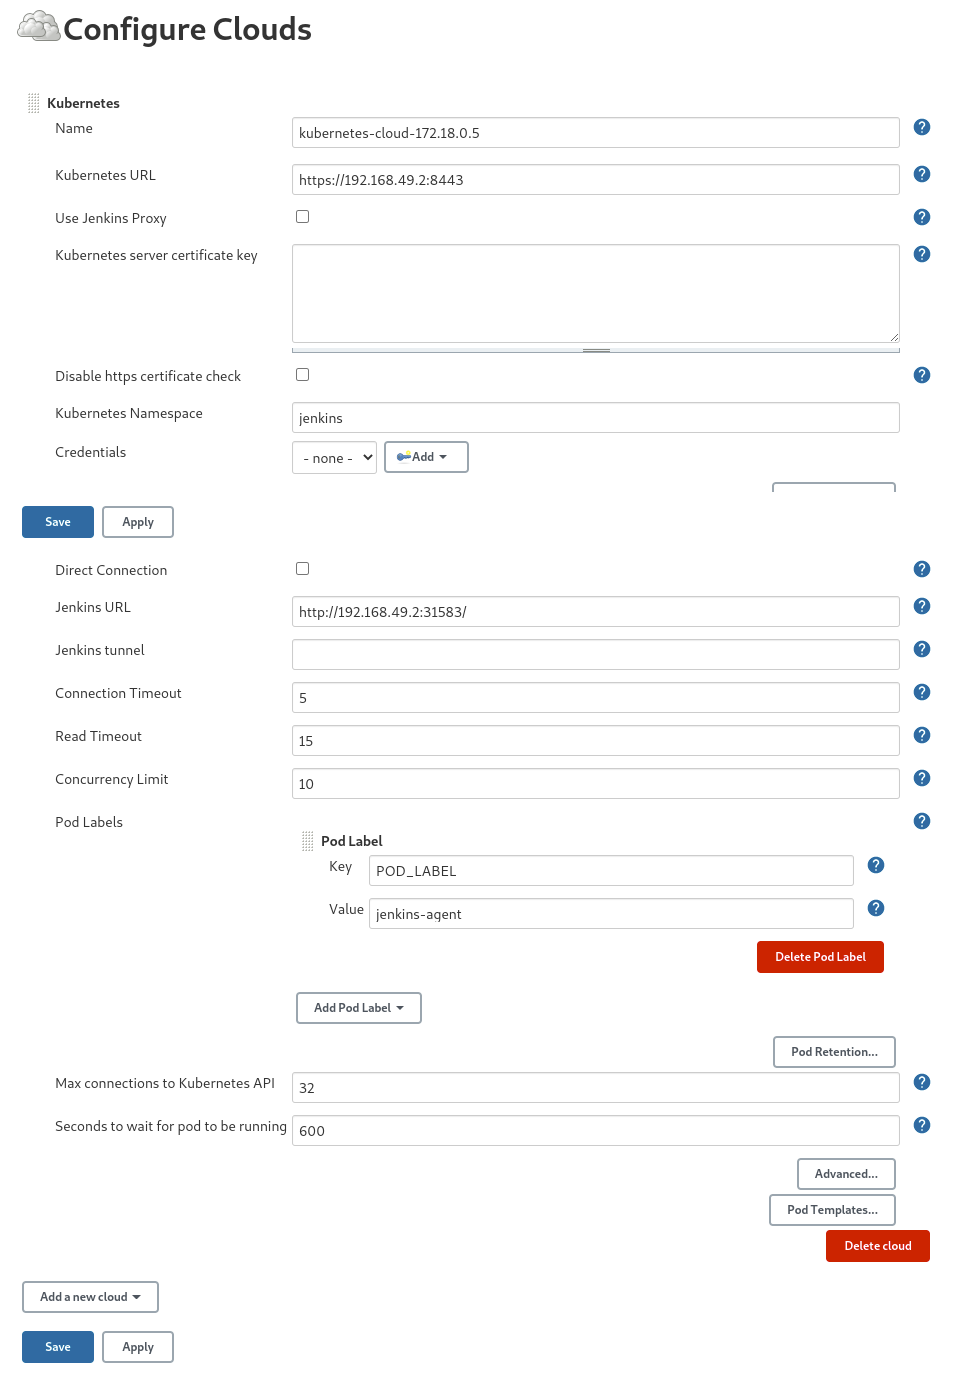 Configure Clouds
Kubernetes
Name
kubernetes-cloud-172.18.0.5
Kubernetes URL
https://192.168.49.2:8443
Use Jenkins Proxy
Kubernetes server certificate key
Disable https certificate check
Kubernetes Namespace
jenkins
Credentials
- none -
Add
Save
Apply
Direct Connection
Jenkins URL
http://192.168.49.2:31583/
Jenkins tunnel
Connection Timeout
5
Read Timeout
15
Concurrency Limit
10
Pod Labels
Pod Label
Key
POD_LABEL
Value
jenkins-agent
Delete Pod Label
Add Pod Label
Pod Retention...
Max connections to Kubernetes API
32
Seconds to wait for pod to be running
600
Advanced...
Pod Templates...
Delete cloud
Add a new cloud
Save
Apply